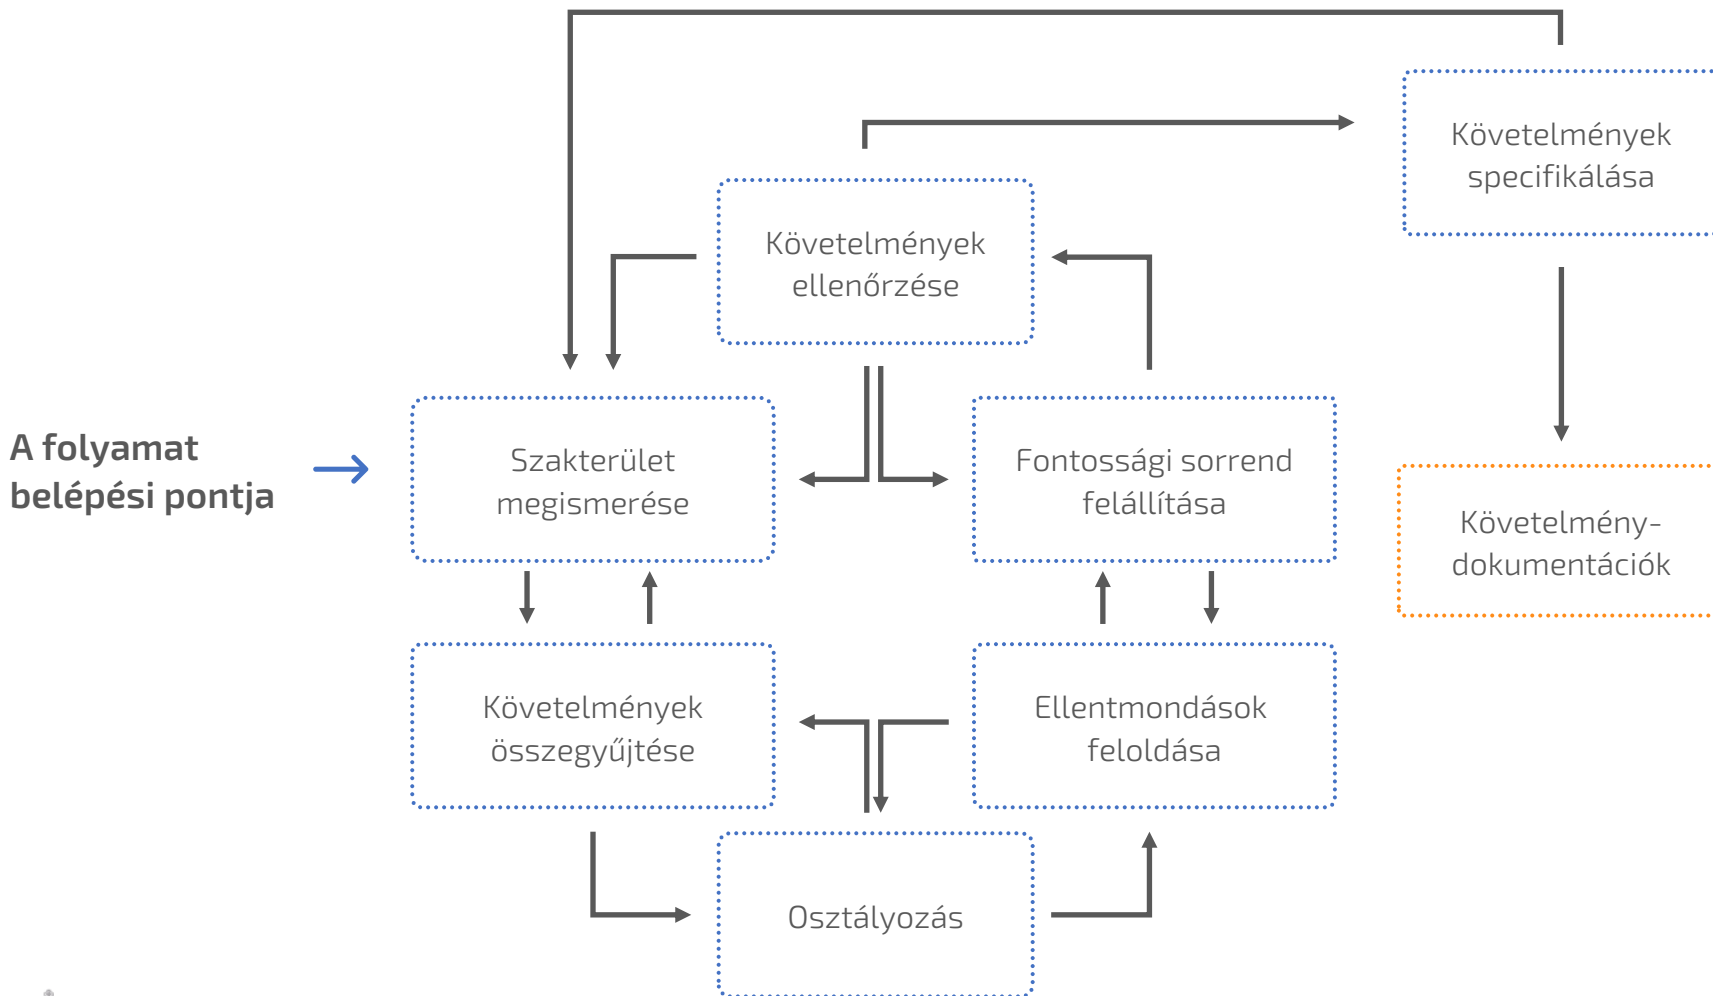 Követelmények
specifikálása
Követelmények
ellenőrzése
A folyamat
belépési pontja
Szakterület
megismerése
Fontossági sorrend
felállítása
Követelmény-
dokumentációk
Követelmények
összegyűjtése
Ellentmondások
feloldása
Osztályozás